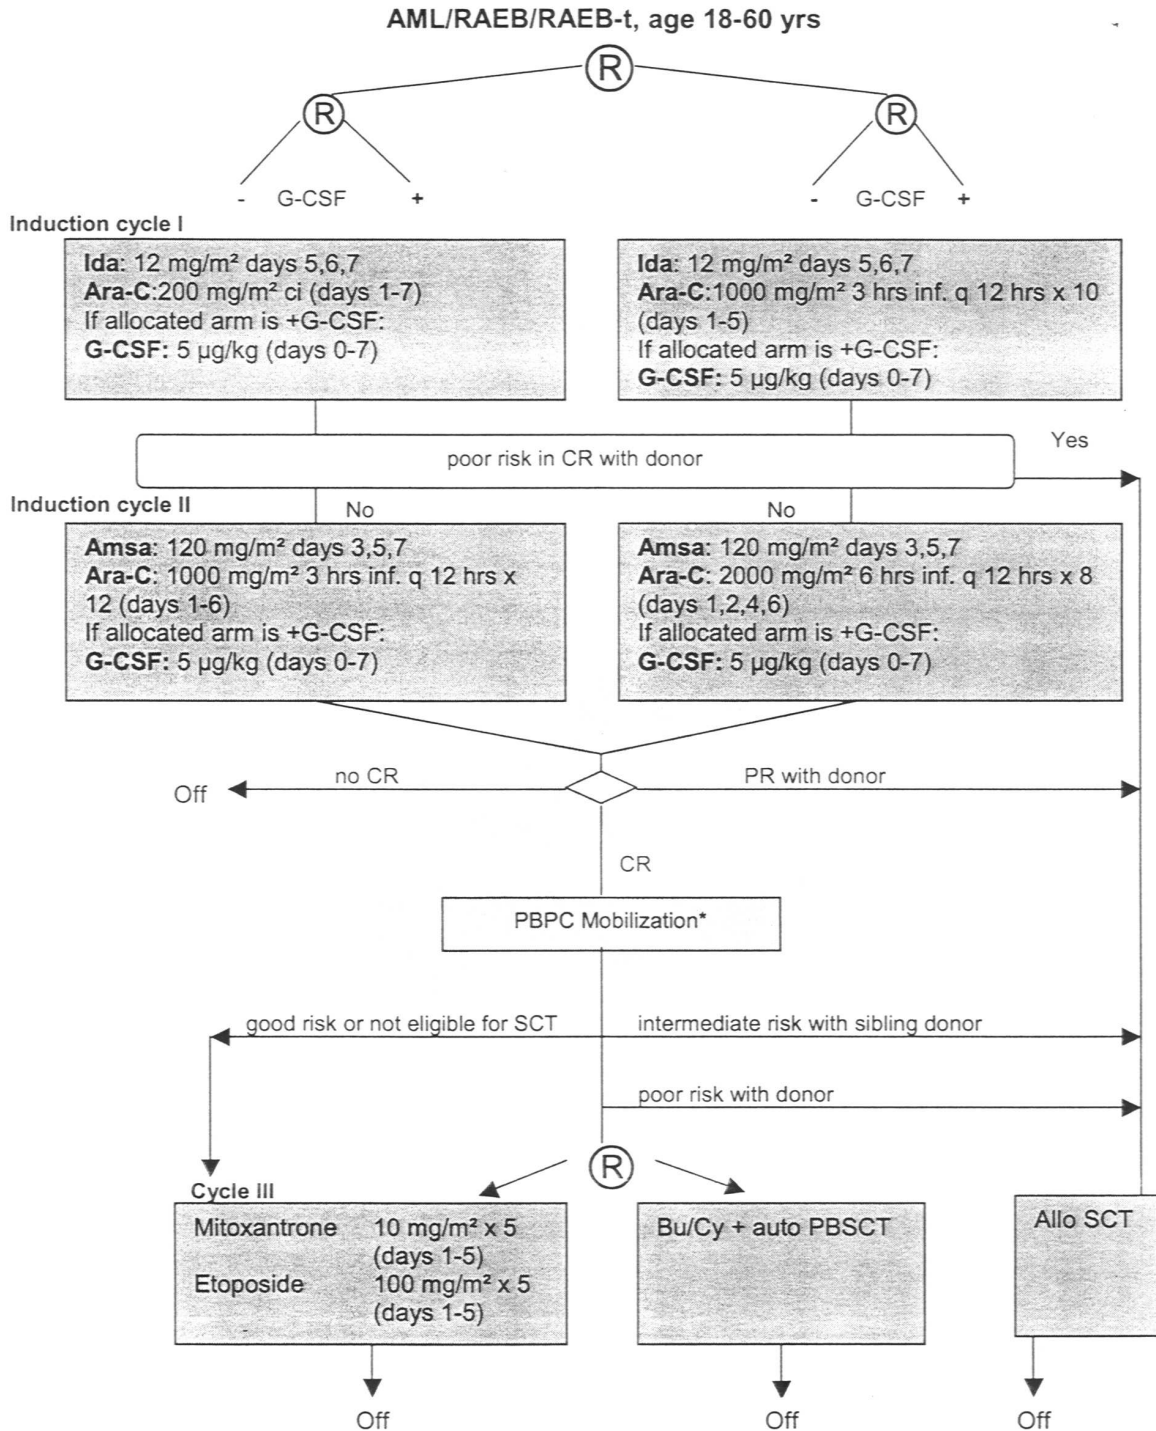 AML/RAEB/RAEB-t, age 18-60 yrs
R
R
R
- G-CSF +
- G-CSF +
Induction cycle I
Ida: 12 mg/m² days 5,6,7
Ara-C:200 mg/m² ci (days 1-7)
If allocated arm is +G-CSF:
G-CSF: 5 µg/kg (days 0-7)
Ida: 12 mg/m² days 5,6,7
Ara-C:1000 mg/m² 3 hrs inf. q 12 hrs x 10
(days 1-5)
If allocated arm is +G-CSF:
G-CSF: 5 µg/kg (days 0-7)
poor risk in CR with donor
Yes
Induction cycle II
No
No
Amsa: 120 mg/m² days 3,5,7
Ara-C: 1000 mg/m² 3 hrs inf. q 12 hrs x
12 (days 1-6)
If allocated arm is +G-CSF:
G-CSF: 5 µg/kg (days 0-7)
Amsa: 120 mg/m² days 3,5,7
Ara-C: 2000 mg/m² 6 hrs inf. q 12 hrs x 8
(days 1,2,4,6)
If allocated arm is +G-CSF:
G-CSF: 5 µg/kg (days 0-7)
Off
no CR
PR with donor
CR
PBPC Mobilization*
good risk or not eligible for SCT
intermediate risk with sibling donor
poor risk with donor
R
Cycle III
Mitoxantrone 10 mg/m² x 5
(days 1-5)
Etoposide 100 mg/m² x 5
(days 1-5)
Bu/Cy + auto PBSCT
Allo SCT
Off
Off
Off